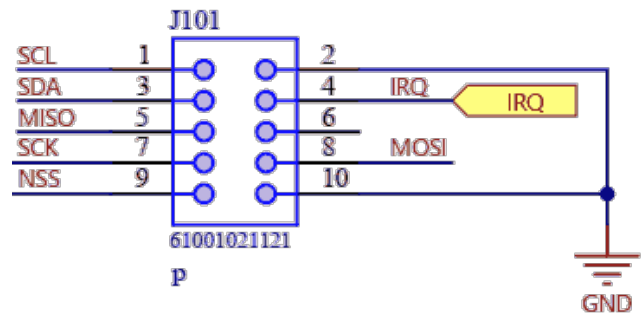 J101
SCL 1 2
SDA 3 4 IRQ IRQ
MISO 5 6
SCK 7 8 MOSI
NSS 9 10
61001021121
p
GND